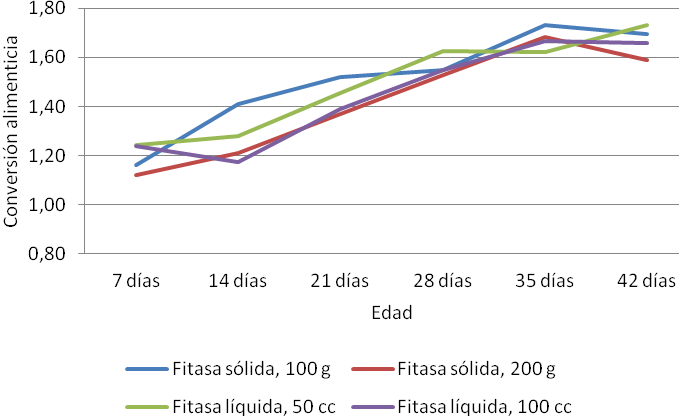 1,80
1,60
1,40
1,20
1,00
0,80
Conversión alimenticia
7 días 14 días 21 días 28 días 35 días 42 días
Edad
Fitasa sólida, 100 g Fitasa sólida, 200 g
Fitasa líquida, 50 cc Fitasa líquida, 100 cc